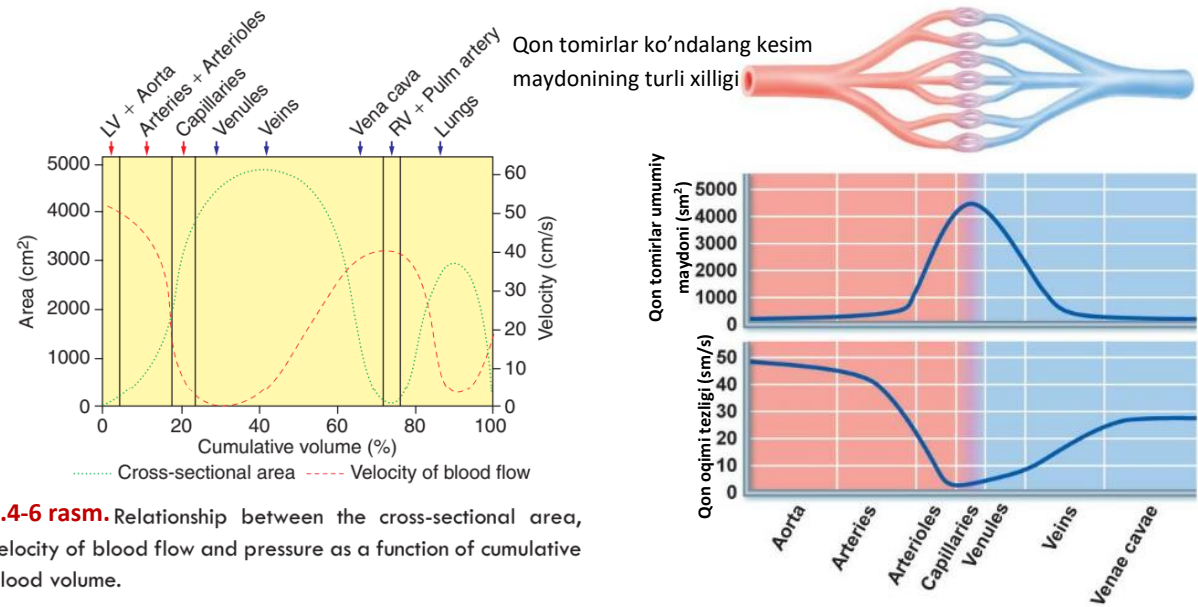 LV + Aorta
Arteries + Arterioles
Capillaries
Venules
Veins
Vena cava
RV + Pulm artery
Lungs
5000
4000
3000
2000
1000
0
Area (cm²)
60
50
40
30
20
10
0
Velocity (cm/s)
0 20 40 60 80 100
Cumulative volume (%)
Cross-sectional area Velocity of blood flow
.4-6 rasm. Relationship between the cross-sectional area,
elocity of blood flow and pressure as a function of cumulative
lood volume.
Qon tomirlar ko’ndalang kesim
maydonining turli xilligi
Qon tomirlar umumiy
maydoni (sm²)
5000
4000
3000
2000
1000
0
Qon oqimi tezligi (sm/s)
50
40
30
20
10
0
Aorta
Arteries
Arterioles
Capillaries
Venules
Veins
Venae cavae